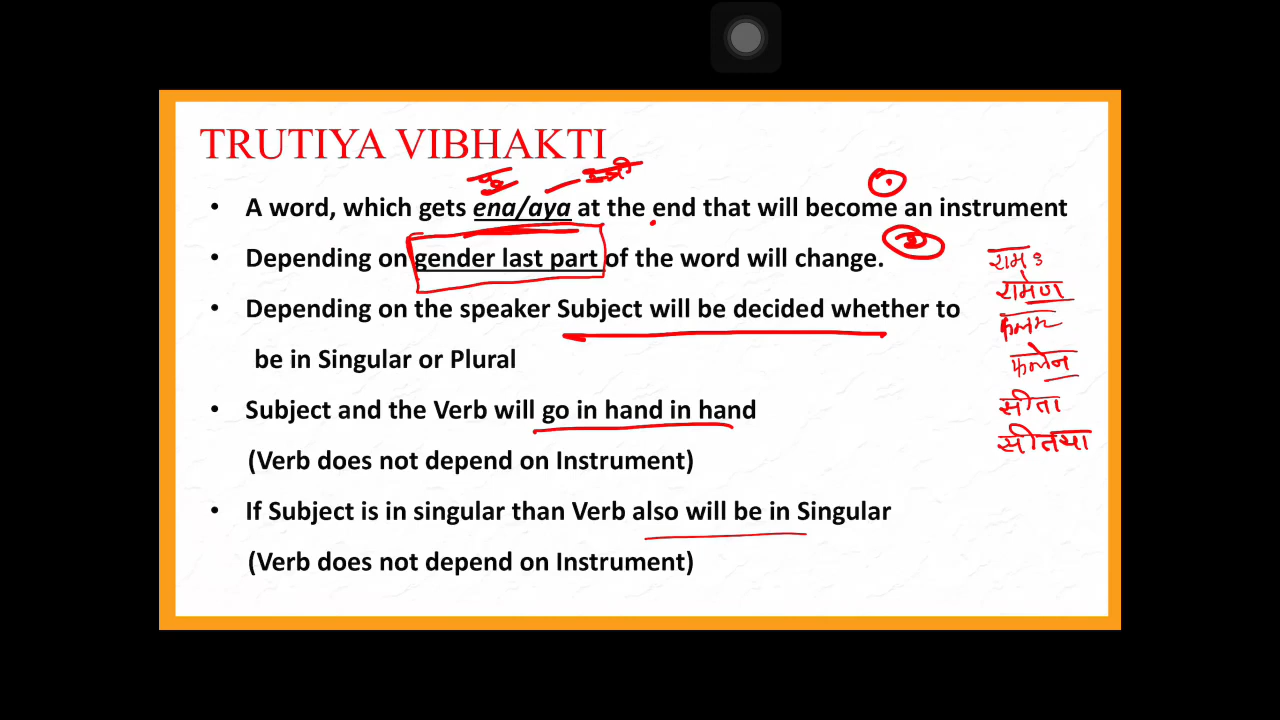 TRUTIYA VIBHAKTI
• A word, which gets ena/aya at the end that will become an instrument
• Depending on gender last part of the word will change.
• Depending on the speaker Subject will be decided whether to
be in Singular or Plural
• Subject and the Verb will go in hand in hand
(Verb does not depend on Instrument)
• If Subject is in singular than Verb also will be in Singular
(Verb does not depend on Instrument)
रामः
रामेण
फलम्
फलेन
सीता
सीतया